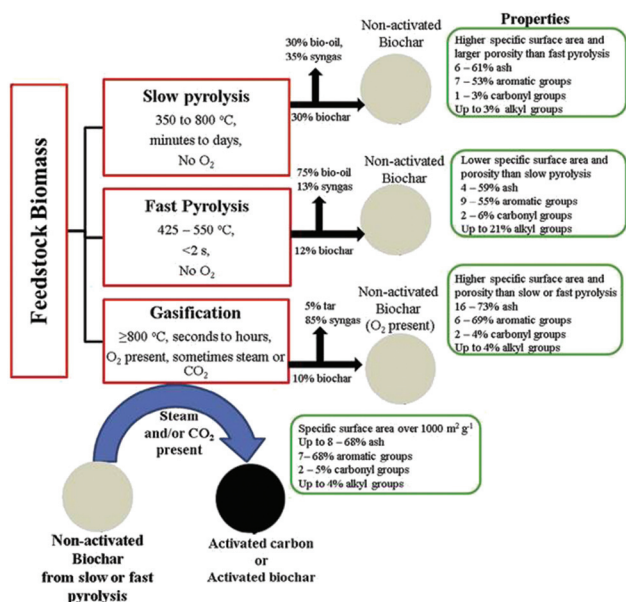 Properties
Feedstock Biomass
Slow pyrolysis
350 to 800 °C,
minutes to days,
No O₂
30% bio-oil,
35% syngas
30% biochar
Non-activated
Biochar
Higher specific surface area and
larger porosity than fast pyrolysis
6 – 61% ash
7 – 53% aromatic groups
1 – 3% carbonyl groups
Up to 3% alkyl groups
Fast Pyrolysis
425 – 550 °C,
<2 s,
No O₂
75% bio-oil
13% syngas
12% biochar
Non-activated
Biochar
Lower specific surface area and
porosity than slow pyrolysis
4 – 59% ash
9 – 55% aromatic groups
2 – 6% carbonyl groups
Up to 21% alkyl groups
Gasification
≥800 °C, seconds to hours,
O₂ present, sometimes steam or
CO₂
5% tar
85% syngas
10% biochar
Non-activated
Biochar
(O₂ present)
Higher specific surface area and
porosity than slow or fast pyrolysis
16 – 73% ash
6 – 69% aromatic groups
2 – 4% carbonyl groups
Up to 4% alkyl groups
Steam
and/or CO₂
present
Non-activated
Biochar
from slow or fast
pyrolysis
Activated carbon
or
Activated biochar
Specific surface area over 1000 m² g⁻¹
Up to 8 – 68% ash
7– 68% aromatic groups
2 – 5% carbonyl groups
Up to 4% alkyl groups